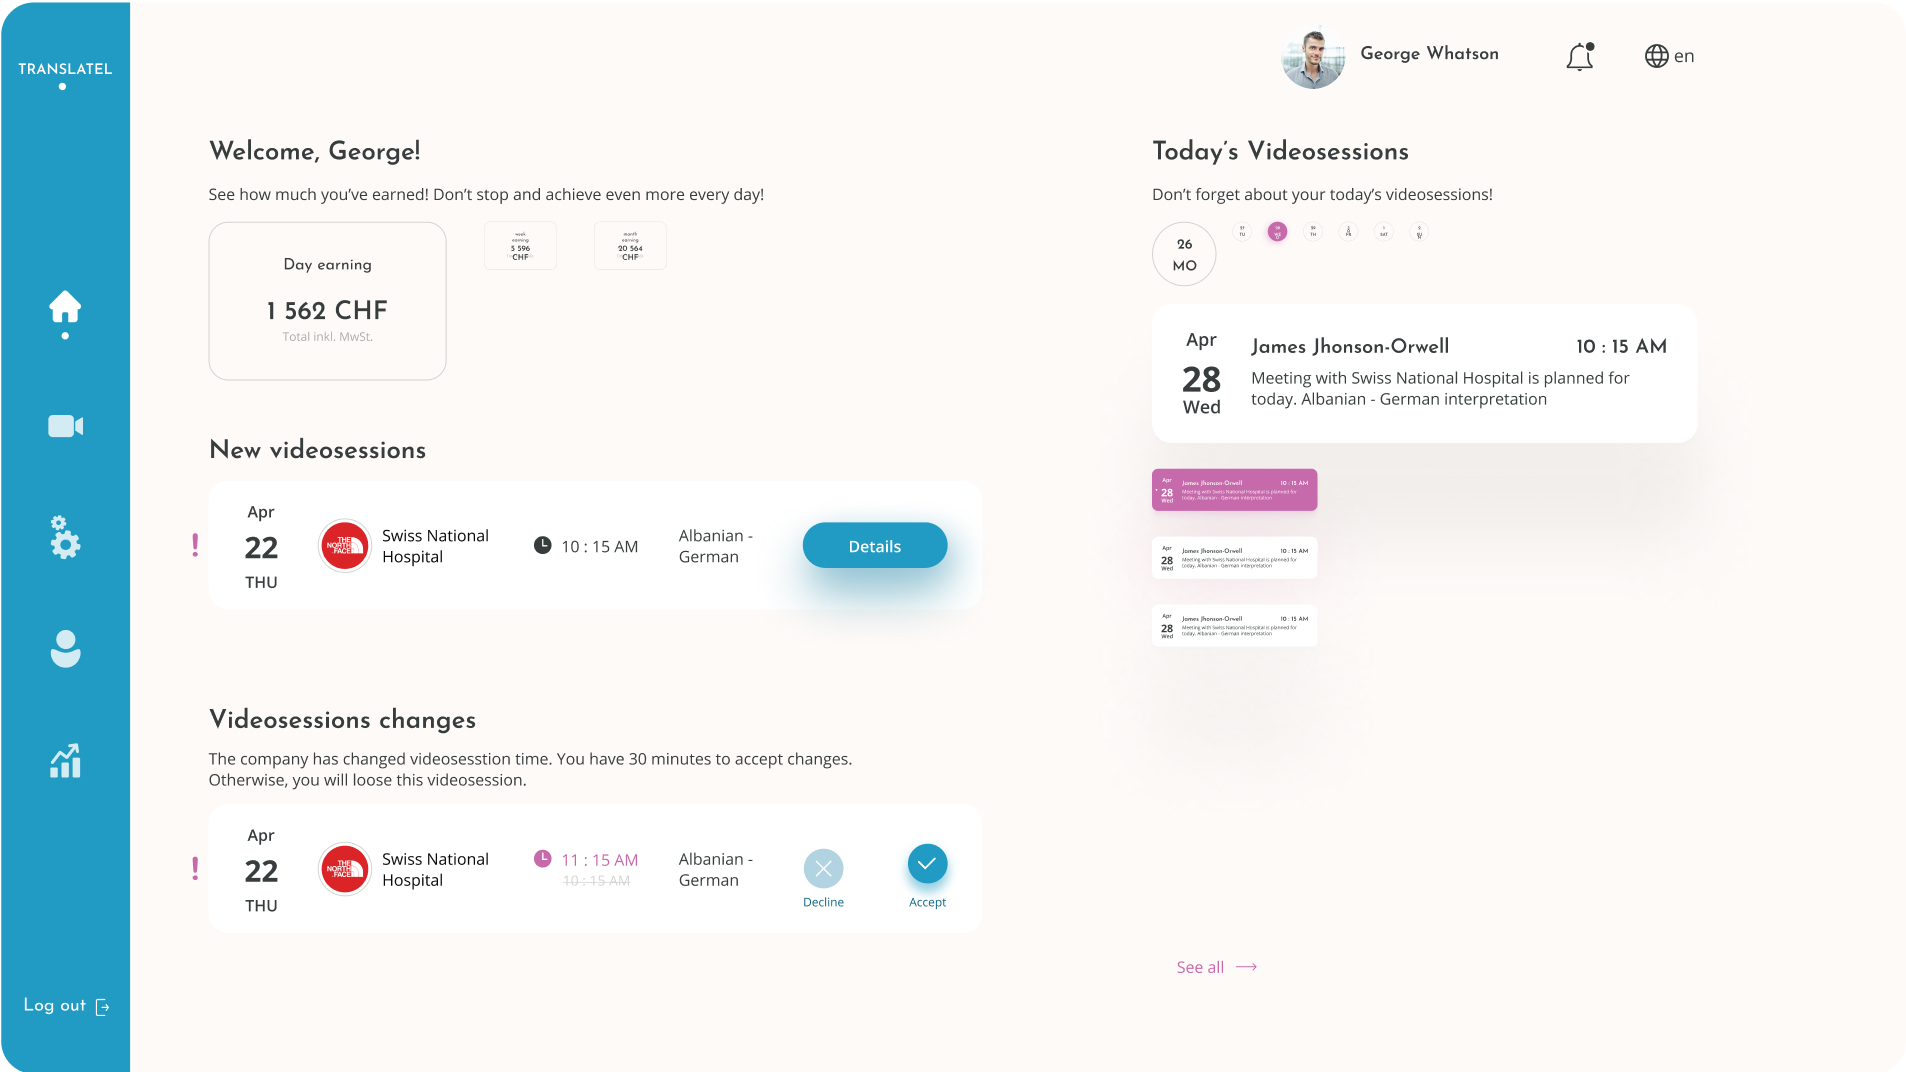 TRANSLATEL
George Whatson
en
Welcome, George!
See how much you've earned! Don't stop and achieve even more every day!
Day earning
1 562 CHF
Total inkl. MwSt.
week
earning
5 596
CHF
month
earning
20 564
CHF
New videosessions
Apr
22
THU
THE
NORTH
FACE
Swiss National
Hospital
10 : 15 AM
Albanian -
German
Details
Videosessions changes
The company has changed videosesstion time. You have 30 minutes to accept changes.
Otherwise, you will loose this videosession.
Apr
22
THU
THE
NORTH
FACE
Swiss National
Hospital
11 : 15 AM
10 : 15 AM
Albanian -
German
Decline
Accept
Today's Videosessions
Don't forget about your today's videosessions!
26
MO
27
TU
28
WE
TH
FR
1
SAT
2
SU
Apr
28
Wed
James Jhonson-Orwell
10 : 15 AM
Meeting with Swiss National Hospital is planned for
today. Albanian - German interpretation
Apr
28
Wed
James Jhonson-Orwell
10 : 15 AM
Meeting with Swiss National Hospital is planned for
today. Albanian - German interpretation
Apr
28
Wed
James Jhonson-Orwell
10 : 15 AM
Meeting with Swiss National Hospital is planned for
today. Albanian - German interpretation
Apr
28
Wed
James Jhonson-Orwell
10 : 15 AM
Meeting with Swiss National Hospital is planned for
today. Albanian - German interpretation
See all
Log out